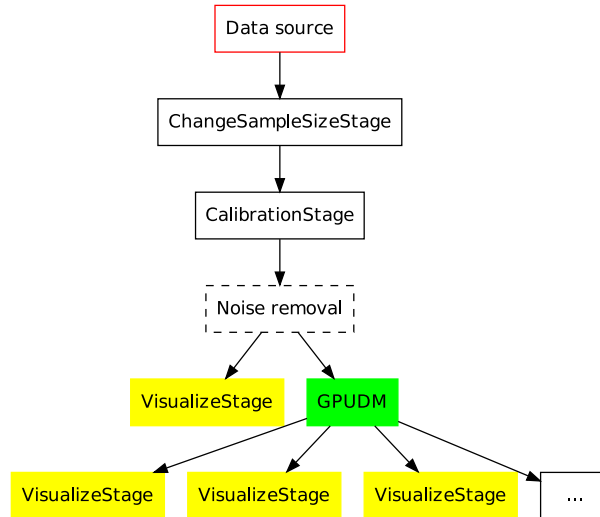 Data source
ChangeSampleSizeStage
CalibrationStage
Noise removal
VisualizeStage
GPUDM
VisualizeStage
VisualizeStage
VisualizeStage
...